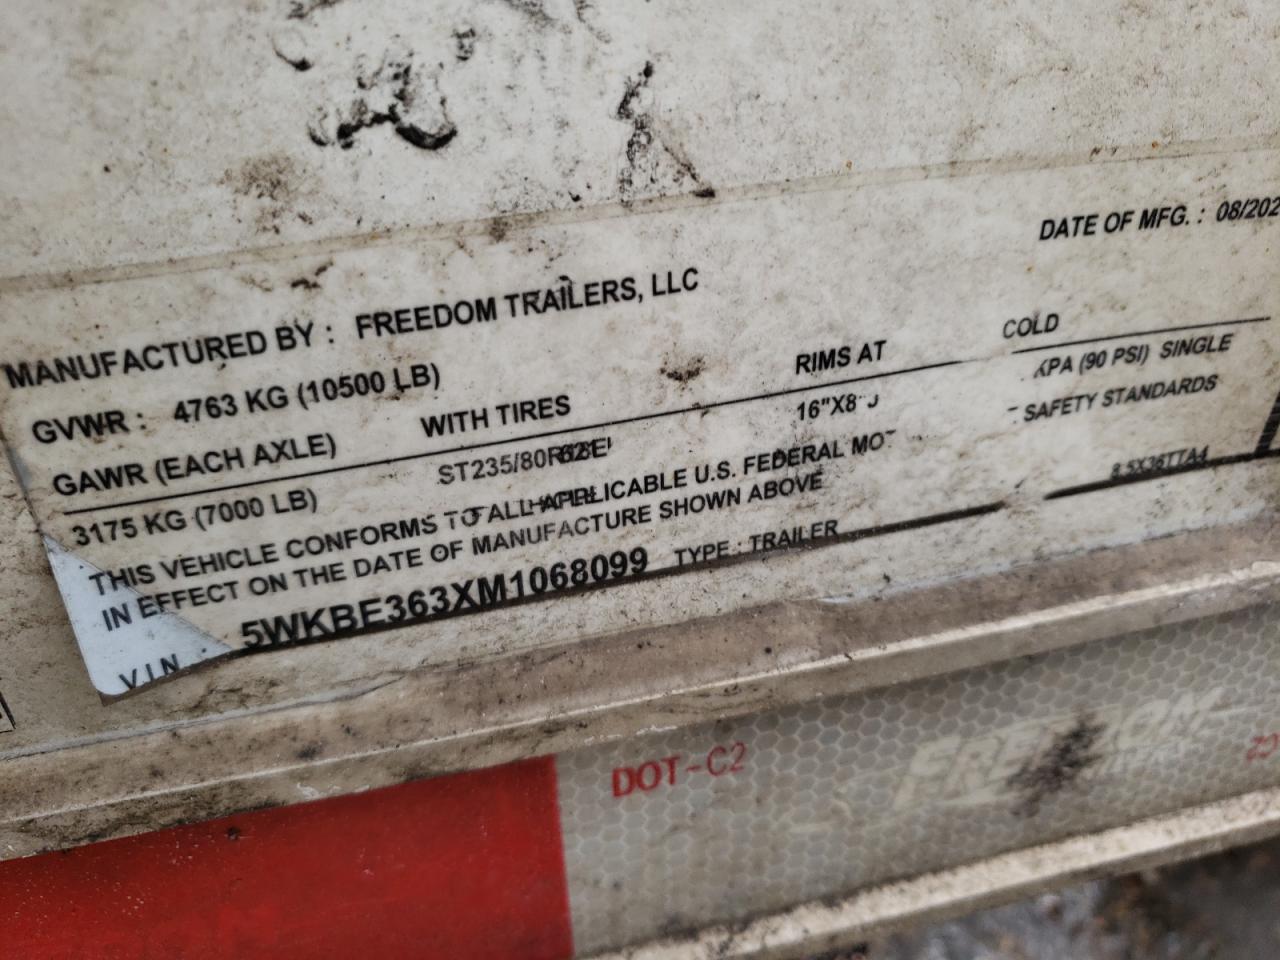 DATE OF MFG. : 08/202
MANUFACTURED BY : FREEDOM TRAILERS, LLC
GVWR : 4763 KG (10500 LB)
GAWR (EACH AXLE) WITH TIRES RIMS AT COLD
3175 KG (7000 LB) 16"X8 J KPA (90 PSI) SINGLE
THIS VEHICLE CONFORMS TO ALL APPLICABLE U.S. FEDERAL MOT SAFETY STANDARDS
IN EFFECT ON THE DATE OF MANUFACTURE SHOWN ABOVE
V.I.N. : 5WKBE363XM1068099 TYPE : TRAILER 8.5X36TTA4
DOT-C2 FREEDOM C2